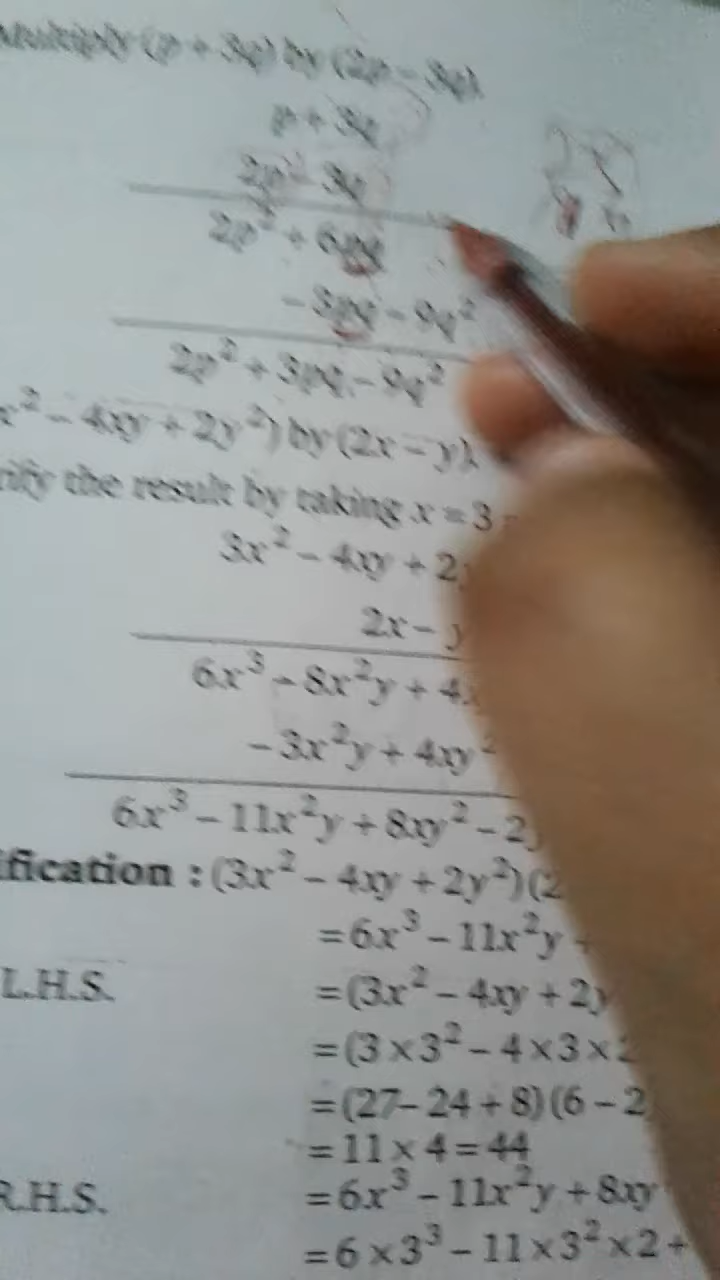 Multiply (p + 3q) by (2p – 3q).
p + 3q
2p – 3q
2p² + 6pq
– 3pq – 9q²
2p² + 3pq – 9q²
x² – 4xy + 2y²) by (2x – y).
rify the result by taking x = 3
3x² – 4xy + 2
2x – y
6x³ – 8x²y + 4
– 3x²y + 4xy
6x³ – 11x²y + 8xy² – 2
ification : (3x² – 4xy + 2y²)(2
= 6x³ – 11x²y
L.H.S. = (3x² – 4xy + 2y
= (3 × 3² – 4 × 3 × 2
= (27 – 24 + 8) (6 – 2
= 11 × 4 = 44
R.H.S. = 6x³ – 11x²y + 8xy
= 6 × 3³ – 11 × 3² × 2 +